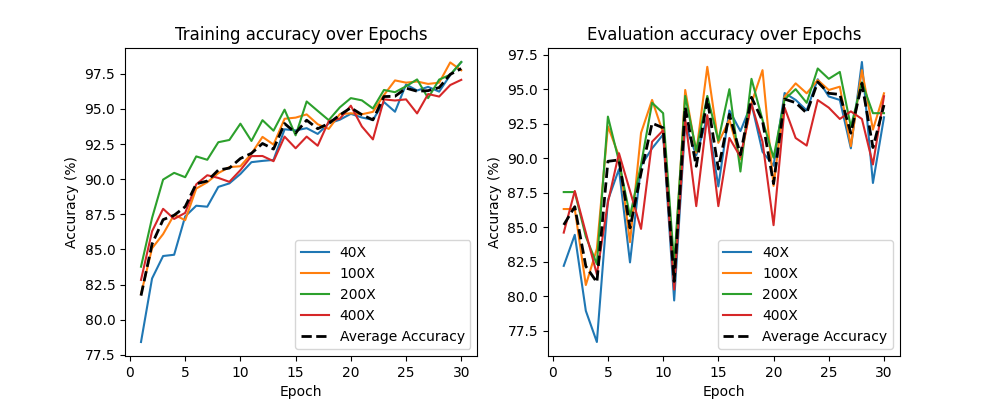 Training accuracy over Epochs
Accuracy (%)
97.5
95.0
92.5
90.0
87.5
85.0
82.5
80.0
77.5
0 5 10 15 20 25 30
Epoch
40X
100X
200X
400X
Average Accuracy
Evaluation accuracy over Epochs
Accuracy (%)
97.5
95.0
92.5
90.0
87.5
85.0
82.5
80.0
77.5
0 5 10 15 20 25 30
Epoch
40X
100X
200X
400X
Average Accuracy